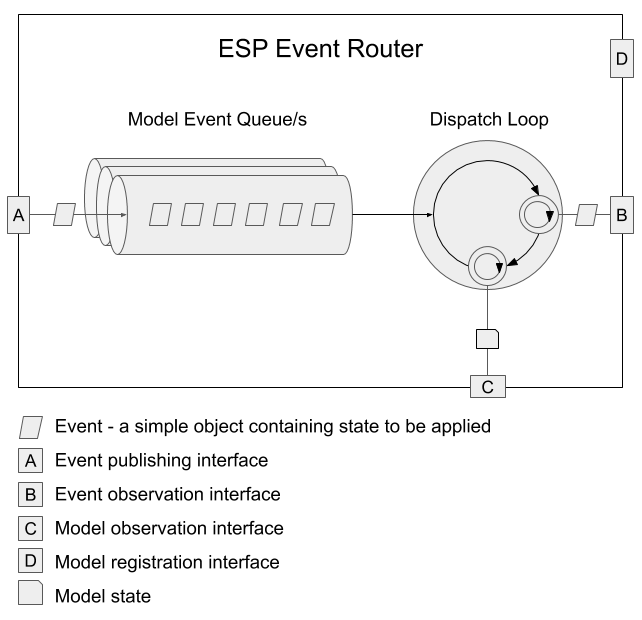 ESP Event Router
D
Model Event Queue/s
Dispatch Loop
A
B
C
Event - a simple object containing state to be applied
A Event publishing interface
B Event observation interface
C Model observation interface
D Model registration interface
Model state